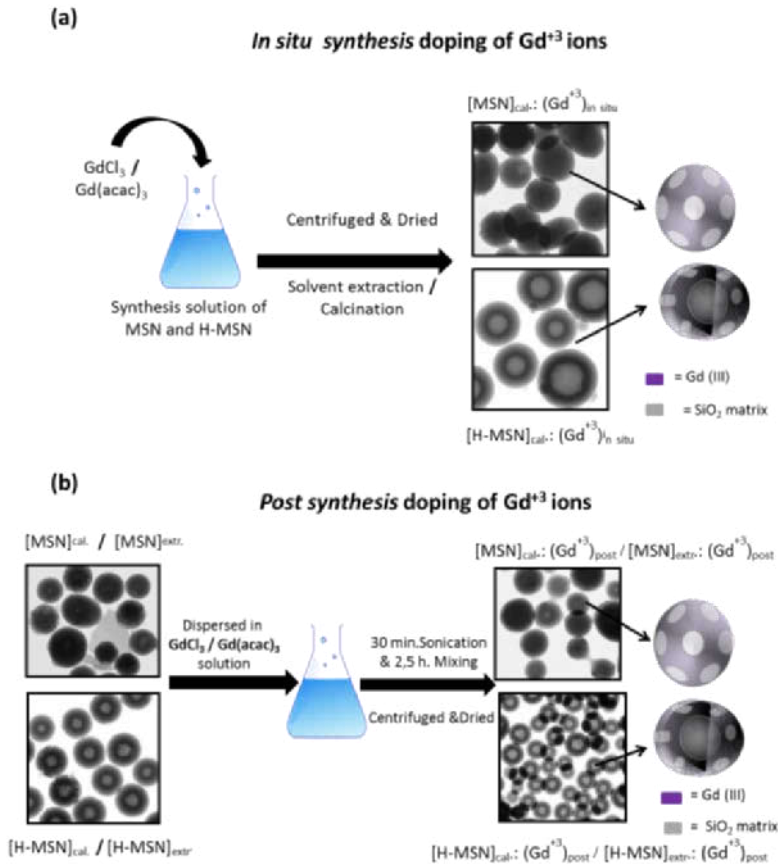 (a)
In situ synthesis doping of Gd+3 ions
[MSN]cal.: (Gd+3)in situ
GdCl3 /
Gd(acac)3
Centrifuged & Dried
Solvent extraction /
Calcination
Synthesis solution of
MSN and H-MSN
= Gd (III)
= SiO2 matrix
[H-MSN]cal.: (Gd+3)in situ
(b)
Post synthesis doping of Gd+3 ions
[MSN]cal. / [MSN]extr.
[MSN]cal.: (Gd+3)post / [MSN]extr.: (Gd+3)post
Dispersed in
GdCl3 / Gd(acac)3
solution
30 min.Sonication
& 2,5 h. Mixing
Centrifuged &Dried
= Gd (III)
= SiO2 matrix
[H-MSN]cal. / [H-MSN]extr
[H-MSN]cal.: (Gd+3)post / [H-MSN]extr.: (Gd+3)post